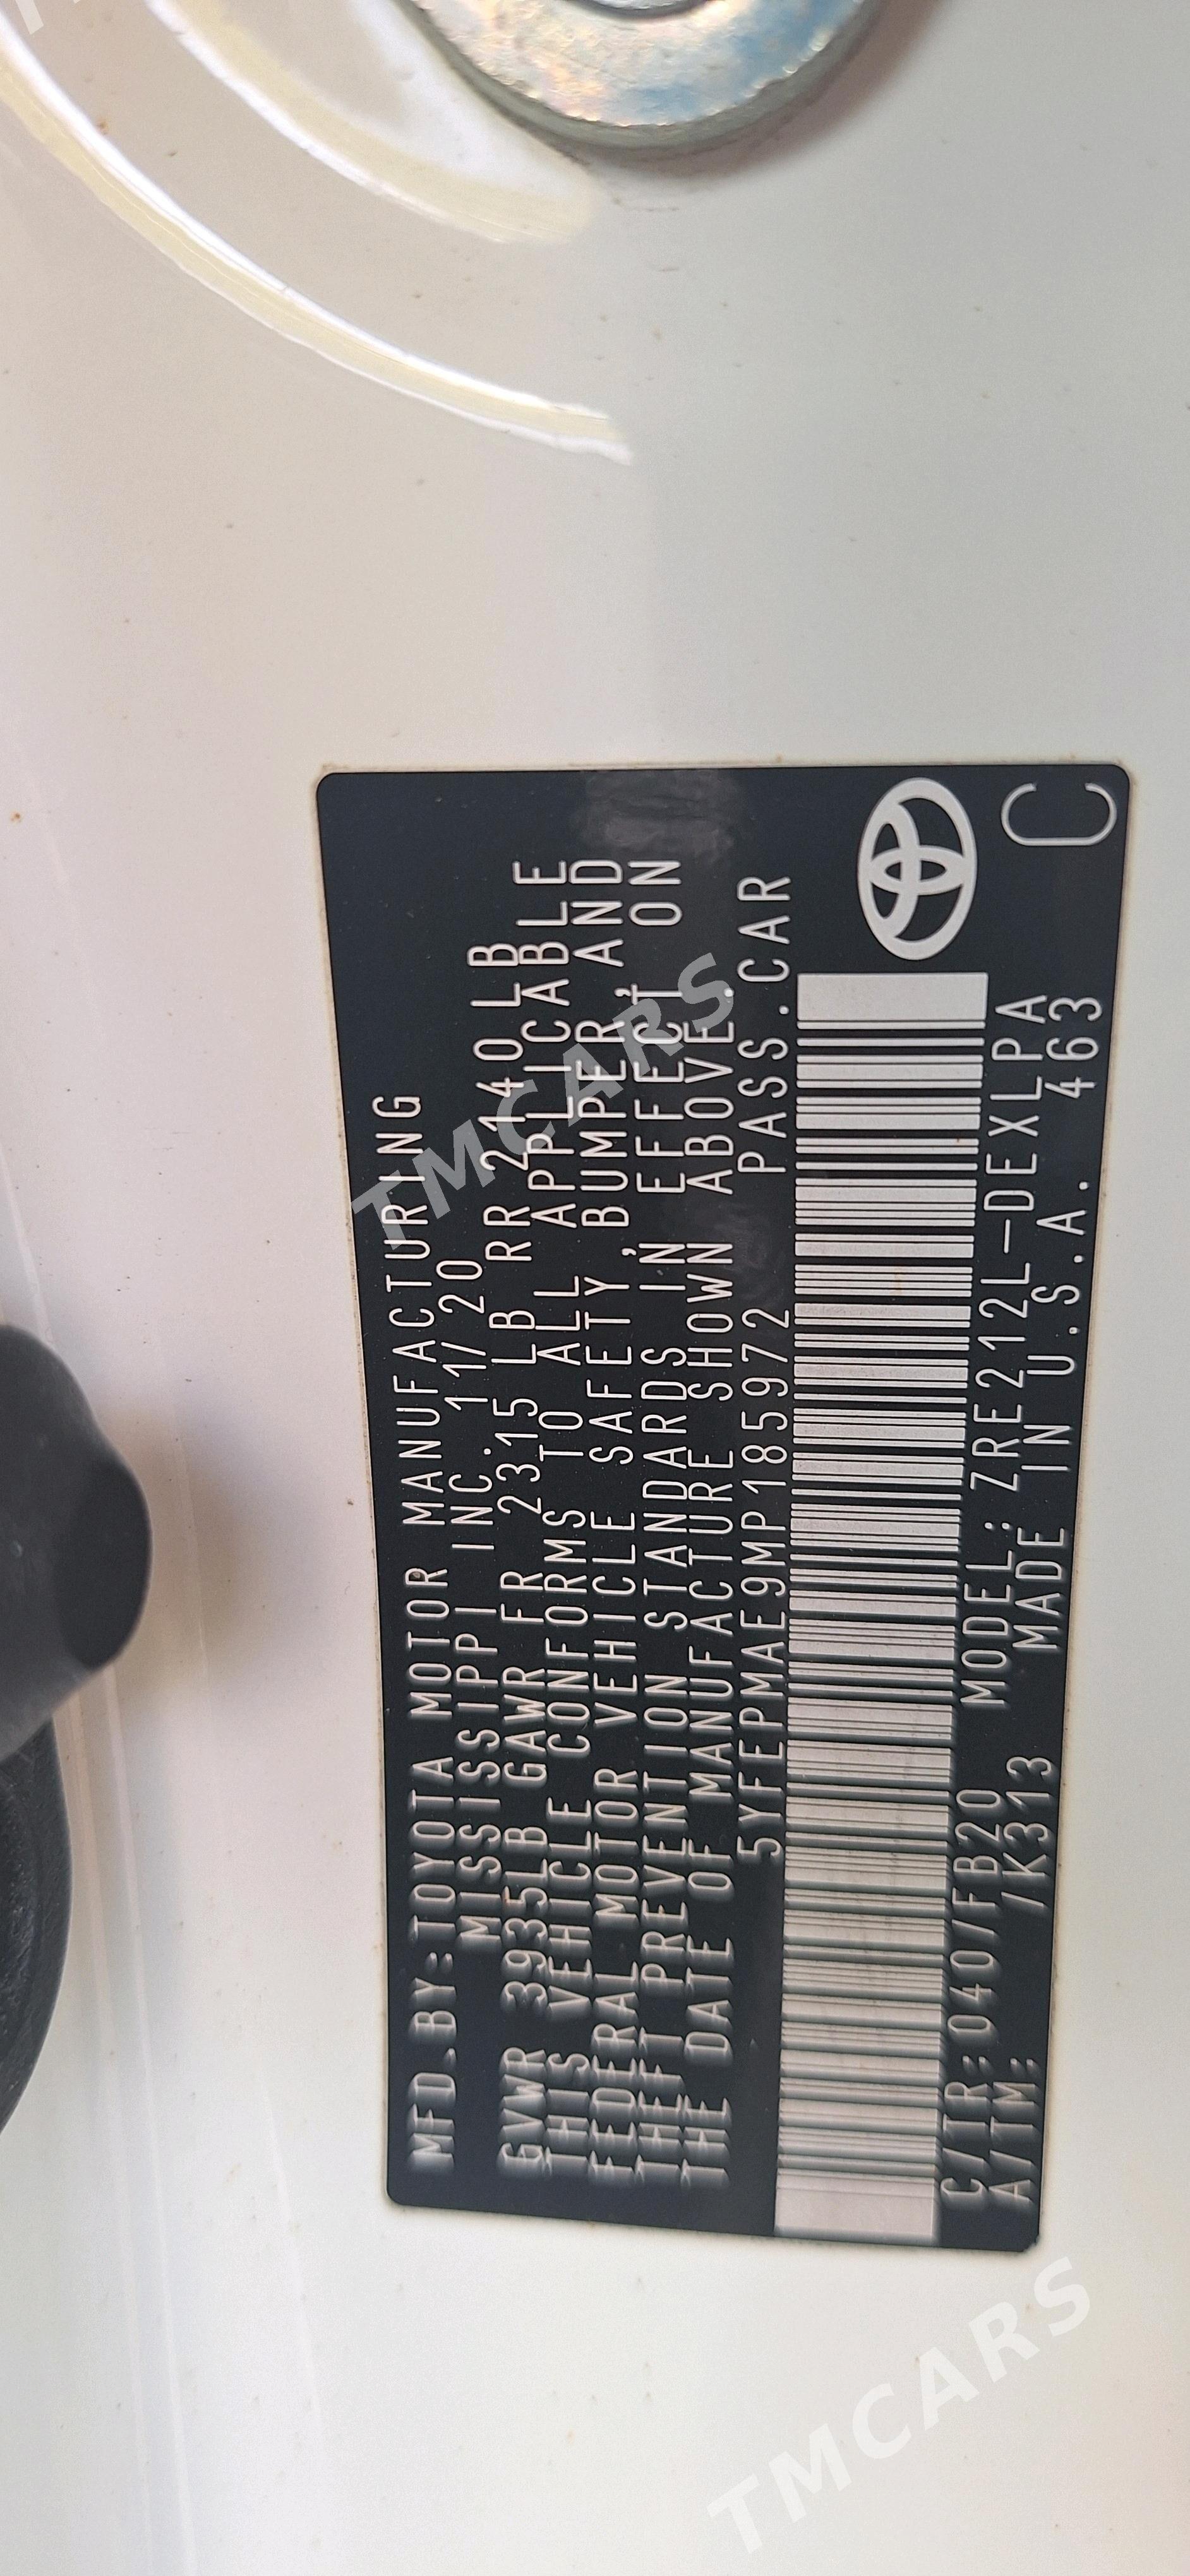 MFD.BY:TOYOTA MOTOR MANUFACTURING
MISSISSIPPI INC. 11/20
GVWR 3935LB GAWR FR 2315 LB RR 2140 LB
THIS VEHICLE CONFORMS TO ALL APPLICABLE
FEDERAL MOTOR VEHICLE SAFETY,BUMPER,AND
THEFT PREVENTION STANDARDS IN EFFECT ON
THE DATE OF MANUFACTURE SHOWN ABOVE.
5YFEPMAE9MP185972 PASS.CAR
C/TR:040/FB20 MODEL:ZRE212L-DEXLPA
A/TM: /K313 MADE IN U.S.A. 463
C
TMCARS
TMCARS